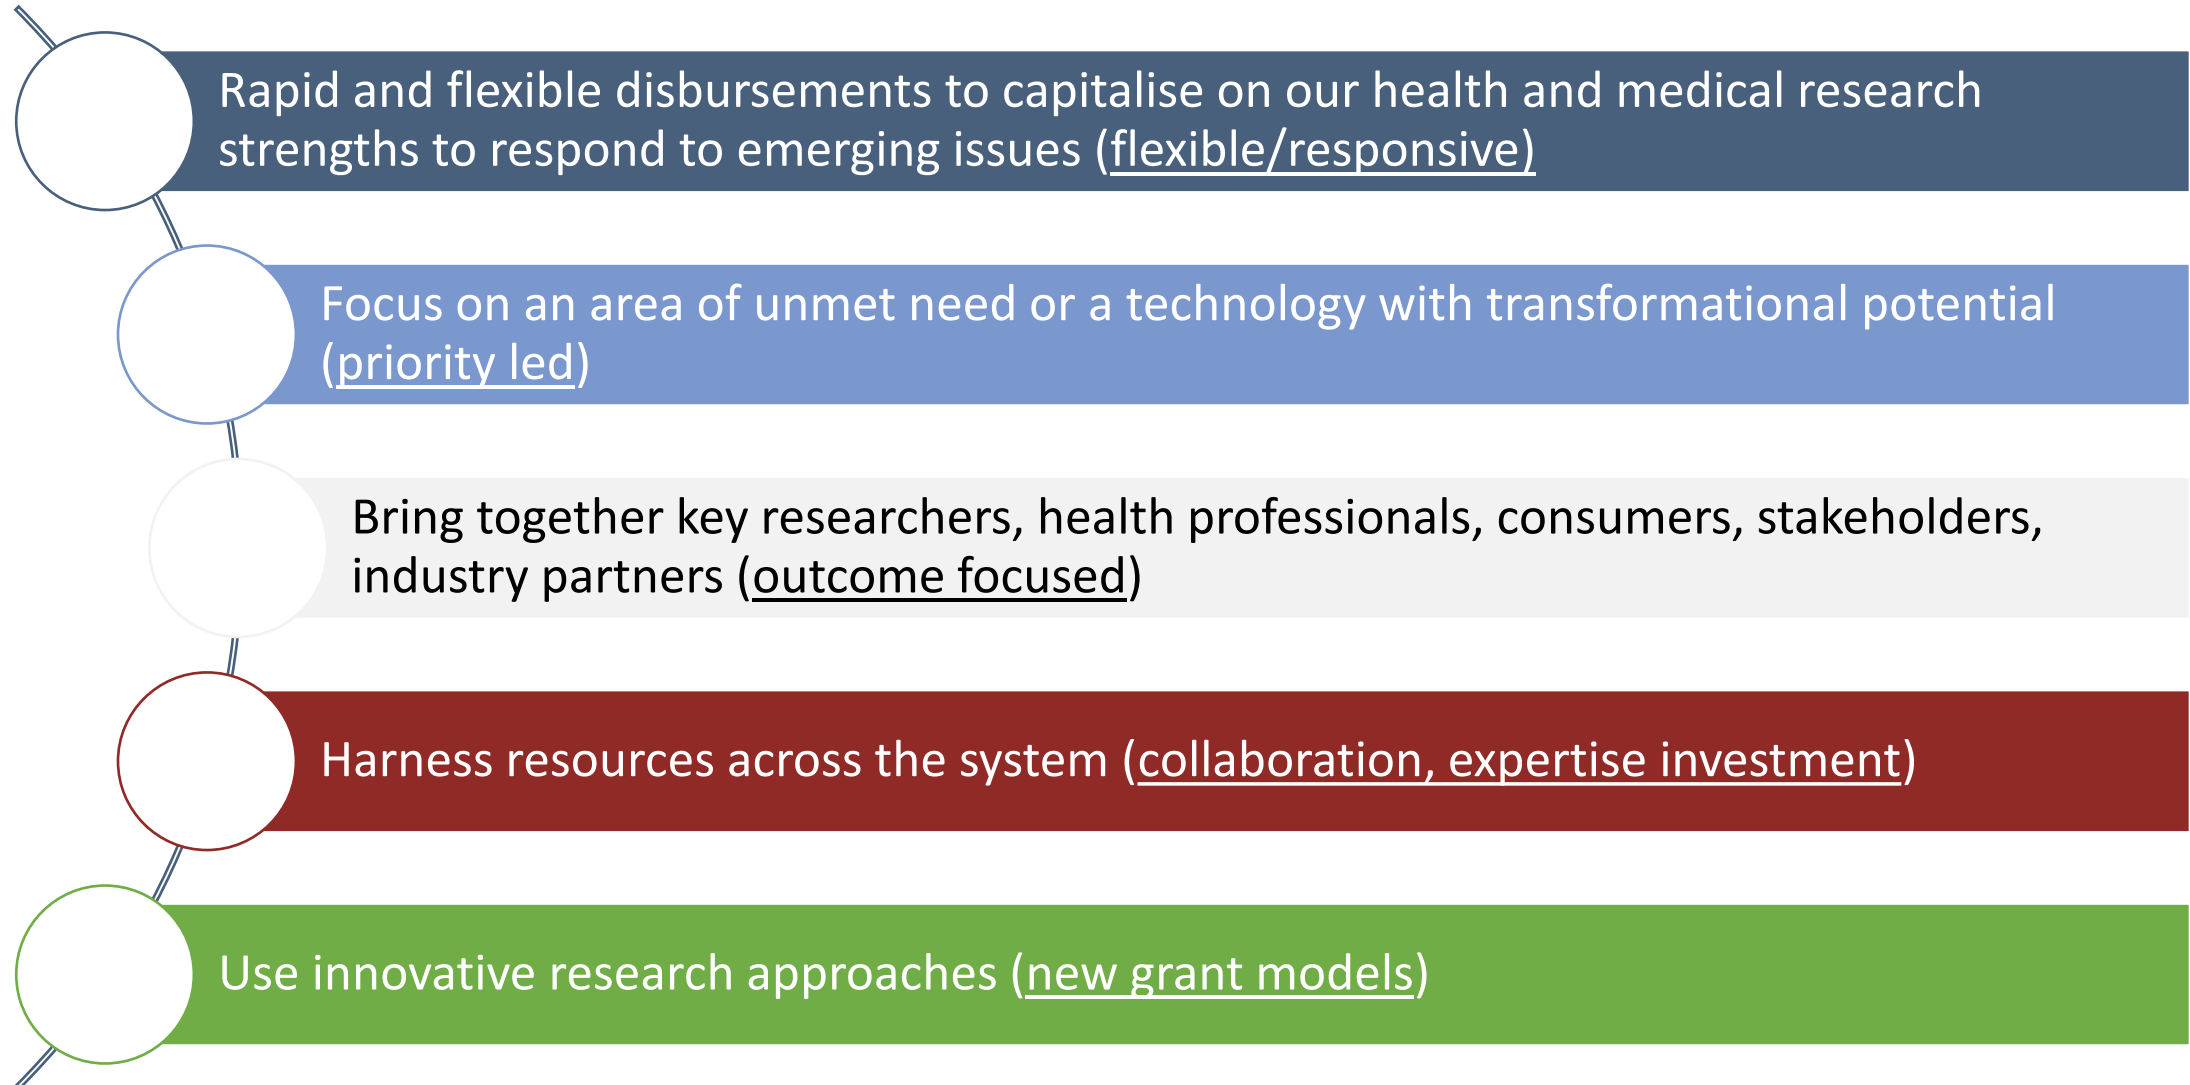 Rapid and flexible disbursements to capitalise on our health and medical research
strengths to respond to emerging issues (flexible/responsive)
Focus on an area of unmet need or a technology with transformational potential
(priority led)
Bring together key researchers, health professionals, consumers, stakeholders,
industry partners (outcome focused)
Harness resources across the system (collaboration, expertise investment)
Use innovative research approaches (new grant models)